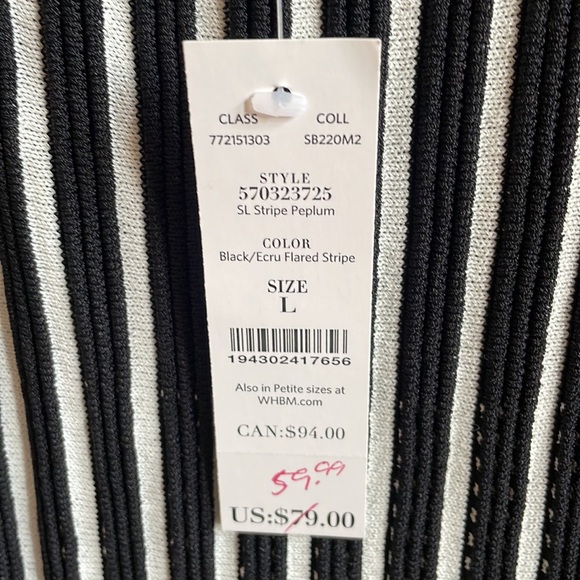 CLASS COLL
772151303 SB220M2
STYLE
570323725
SL Stripe Peplum
COLOR
Black/Ecru Flared Stripe
SIZE
L
194302417656
Also in Petite sizes at
WHBM.com
CAN:$94.00
59.99
US:$79.00